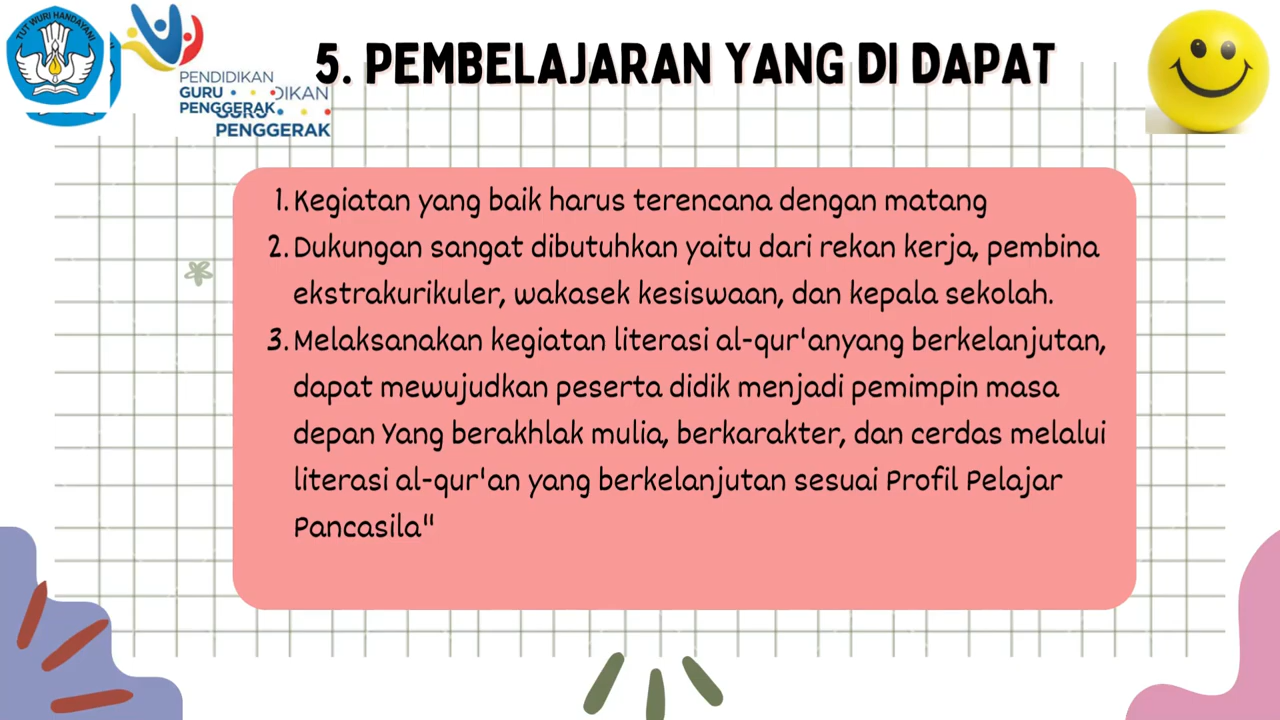 TUT WURI HANDAYANI
PENDIDIKAN
GURU
PENGGERAK
DIKAN
PENGGERAK
5. PEMBELAJARAN YANG DI DAPAT
1. Kegiatan yang baik harus terencana dengan matang
2. Dukungan sangat dibutuhkan yaitu dari rekan kerja, pembina
ekstrakurikuler, wakasek kesiswaan, dan kepala sekolah.
3. Melaksanakan kegiatan literasi al-qur'anyang berkelanjutan,
dapat mewujudkan peserta didik menjadi pemimpin masa
depan Yang berakhlak mulia, berkarakter, dan cerdas melalui
literasi al-qur'an yang berkelanjutan sesuai Profil Pelajar
Pancasila"